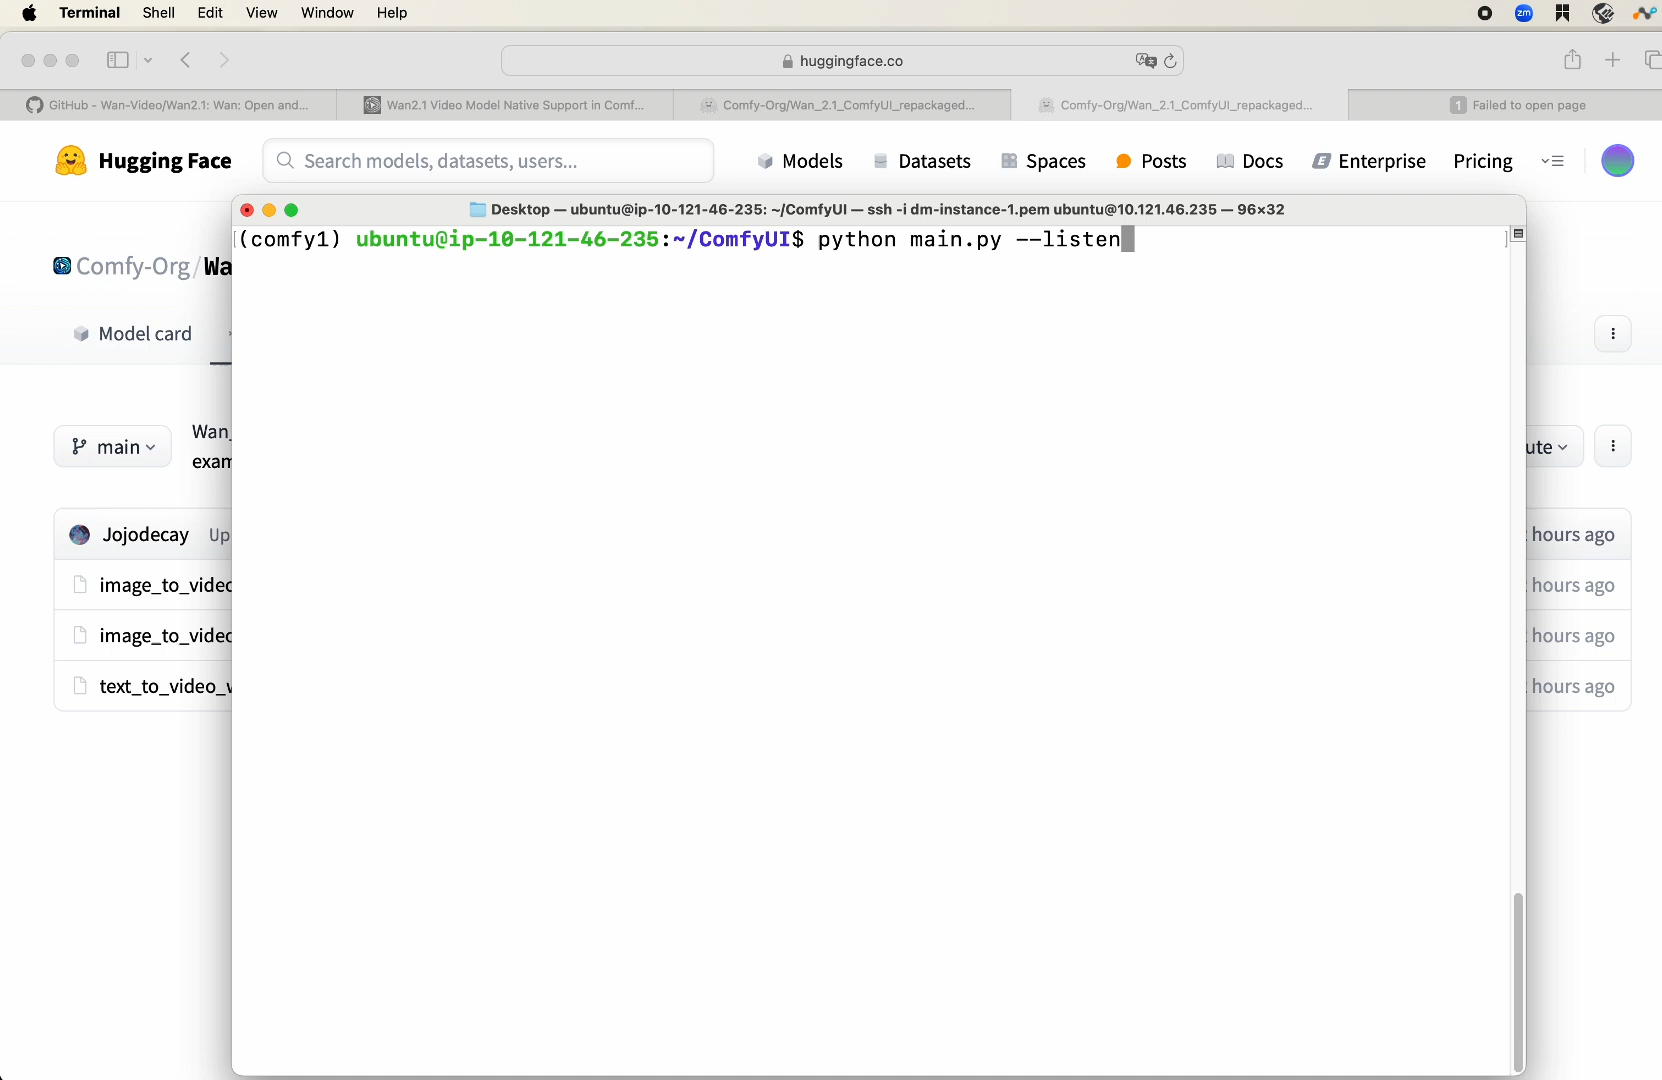 Terminal Shell Edit View Window Help
zm
huggingface.co
GitHub - Wan-Video/Wan2.1: Wan: Open and...
Wan2.1 Video Model Native Support in Comf...
Comfy-Org/Wan_2.1_ComfyUI_repackaged...
Comfy-Org/Wan_2.1_ComfyUI_repackaged...
1 Failed to open page
Hugging Face
Search models, datasets, users...
Models Datasets Spaces Posts Docs Enterprise Pricing
Desktop — ubuntu@ip-10-121-46-235: ~/ComfyUI — ssh -i dm-instance-1.pem ubuntu@10.121.46.235 — 96×32
[(comfy1) ubuntu@ip-10-121-46-235:~/ComfyUI$ python main.py --listen ]
Comfy-Org/Wa
Model card
main
Wan_
exam
ute
Jojodecay Up
hours ago
image_to_video
hours ago
image_to_video
hours ago
text_to_video_w
hours ago